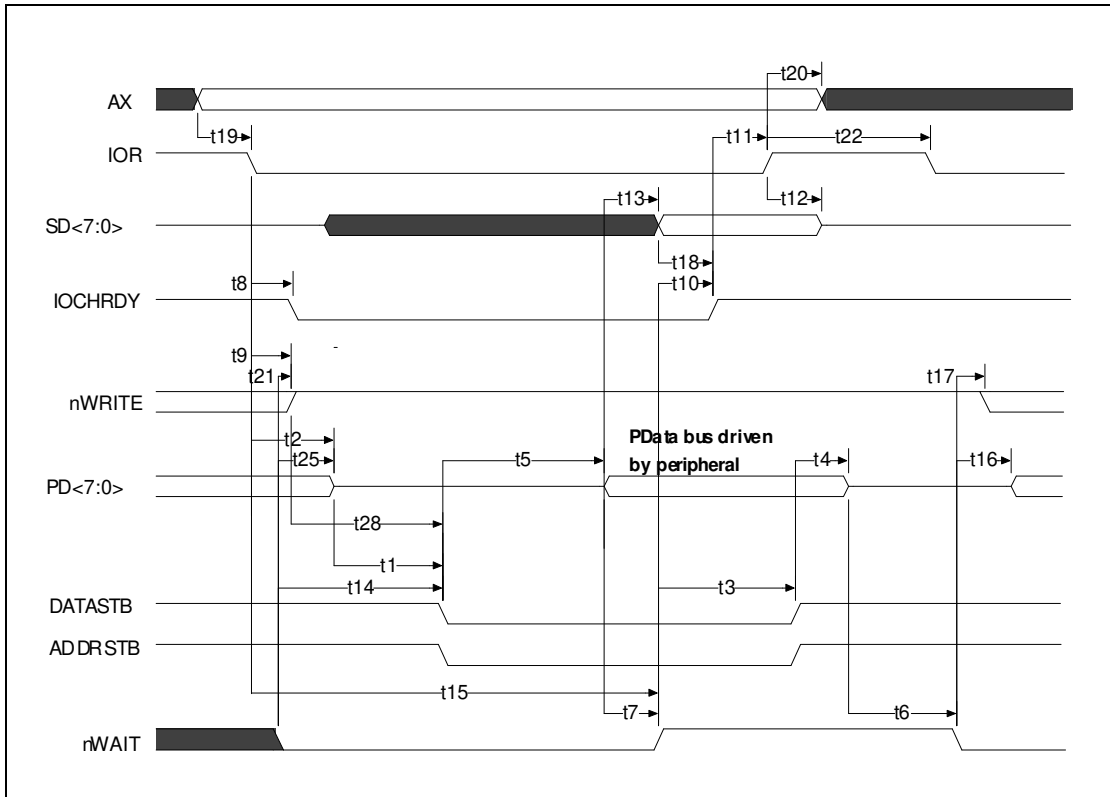 t20
AX
t19
t11
t22
IOR
t13
t12
SD<7:0>
t18
t8
t10
IOCHRDY
t9
t21
t17
nWRITE
t2
PData bus driven
t25
t5
by peripheral
t4
t16
PD<7:0>
t28
t1
t14
t3
DATASTB
ADDRSTB
t15
t7
t6
nWAIT